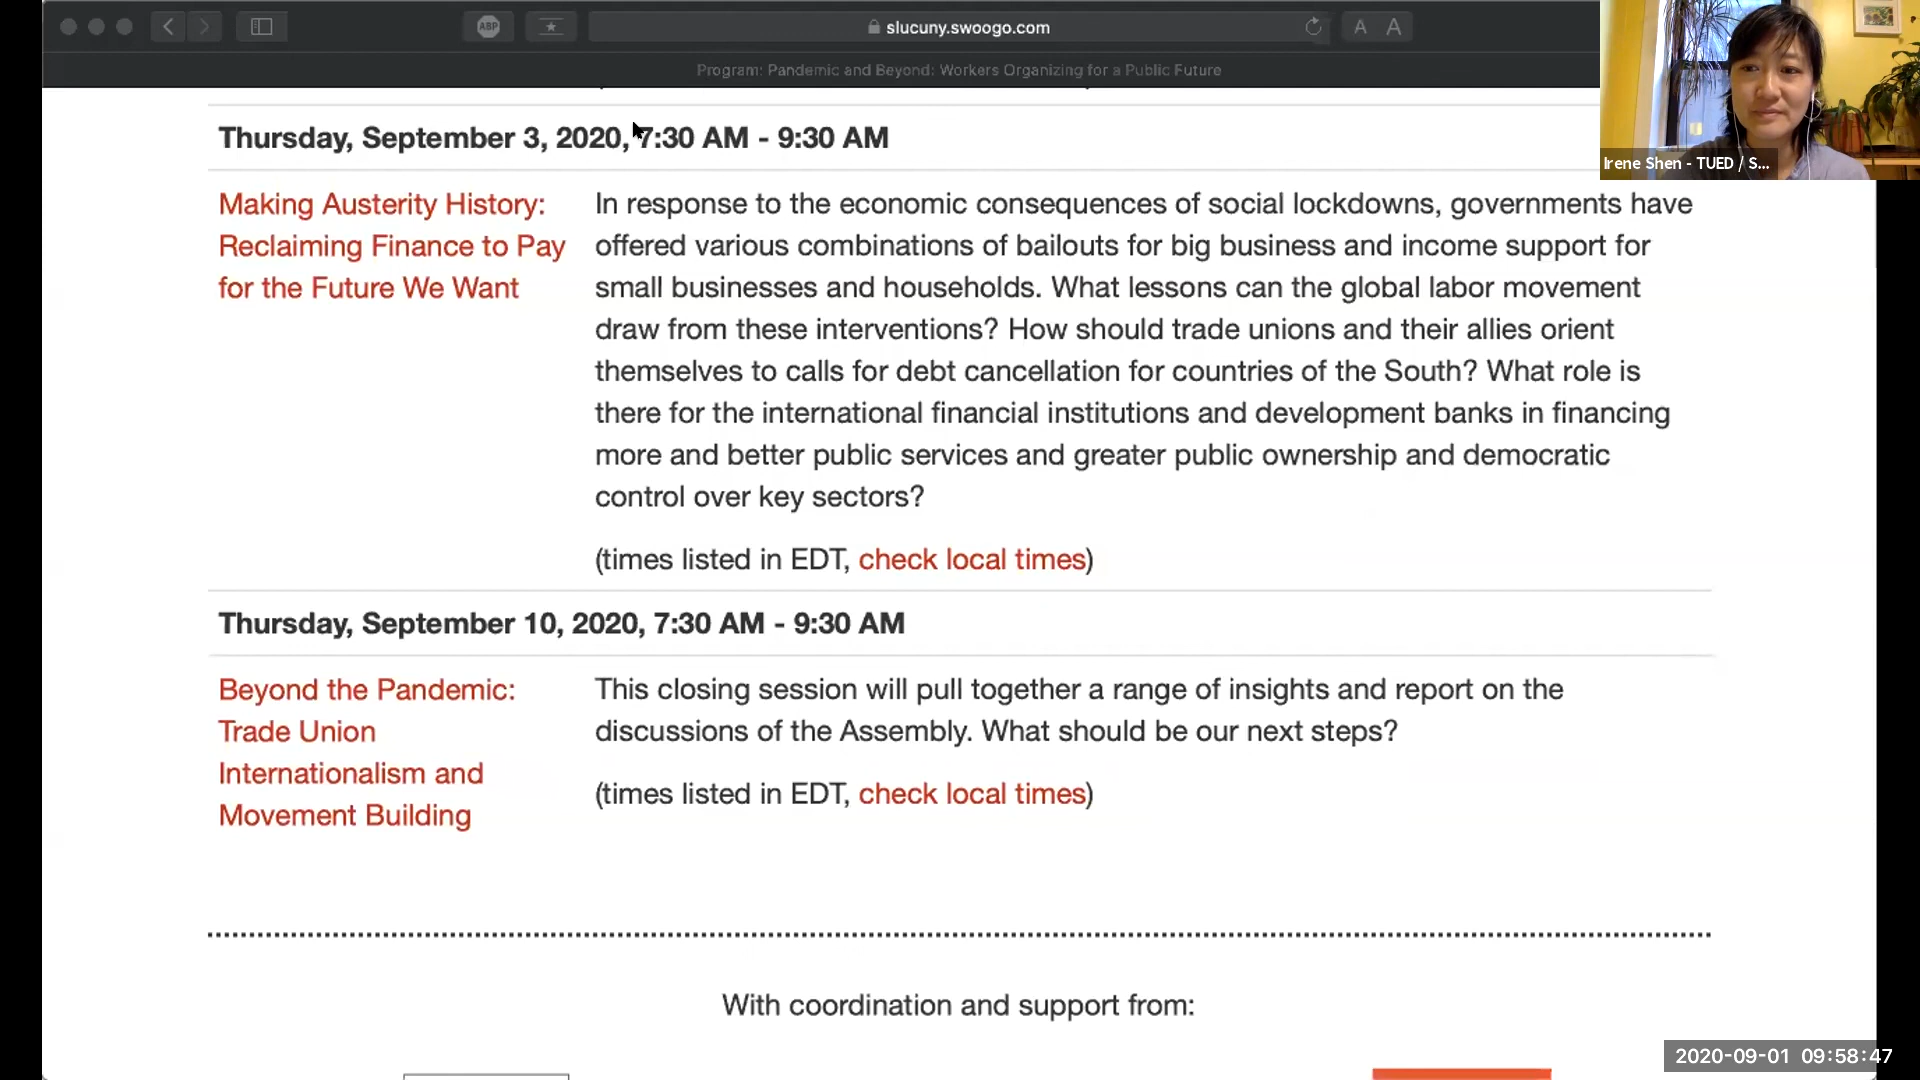 ABP
slucuny.swoogo.com
A A
Program: Pandemic and Beyond: Workers Organizing for a Public Future
Irene Shen - TUED / S...
Thursday, September 3, 2020, 7:30 AM - 9:30 AM
Making Austerity History:
Reclaiming Finance to Pay
for the Future We Want
In response to the economic consequences of social lockdowns, governments have
offered various combinations of bailouts for big business and income support for
small businesses and households. What lessons can the global labor movement
draw from these interventions? How should trade unions and their allies orient
themselves to calls for debt cancellation for countries of the South? What role is
there for the international financial institutions and development banks in financing
more and better public services and greater public ownership and democratic
control over key sectors?
(times listed in EDT, check local times)
Thursday, September 10, 2020, 7:30 AM - 9:30 AM
Beyond the Pandemic:
Trade Union
Internationalism and
Movement Building
This closing session will pull together a range of insights and report on the
discussions of the Assembly. What should be our next steps?
(times listed in EDT, check local times)
With coordination and support from:
2020-09-01 09:58:47